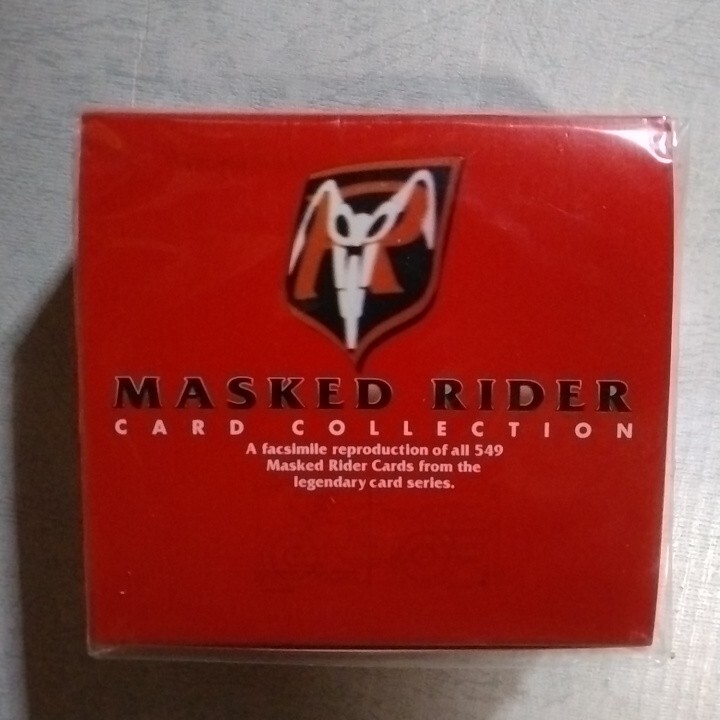 MASKED RIDER
CARD COLLECTION
A facsimile reproduction of all 549
Masked Rider Cards from the
legendary card series.